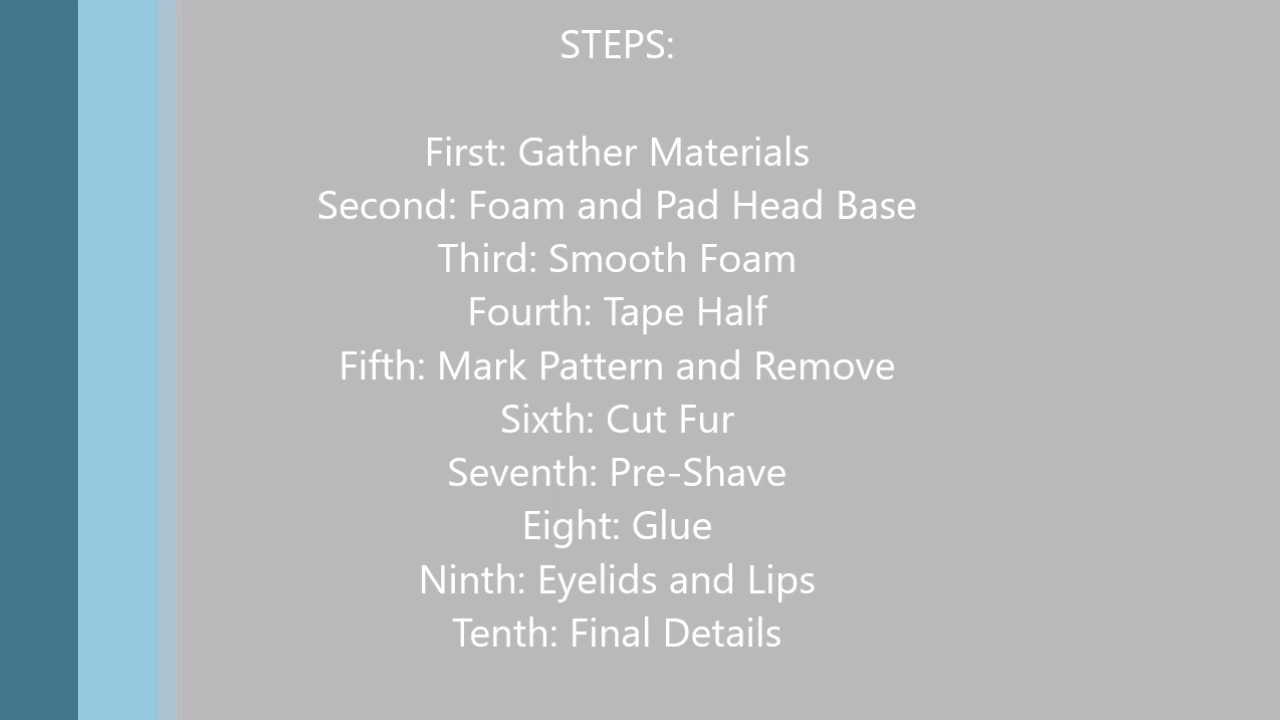 STEPS:
First: Gather Materials
Second: Foam and Pad Head Base
Third: Smooth Foam
Fourth: Tape Half
Fifth: Mark Pattern and Remove
Sixth: Cut Fur
Seventh: Pre-Shave
Eight: Glue
Ninth: Eyelids and Lips
Tenth: Final Details